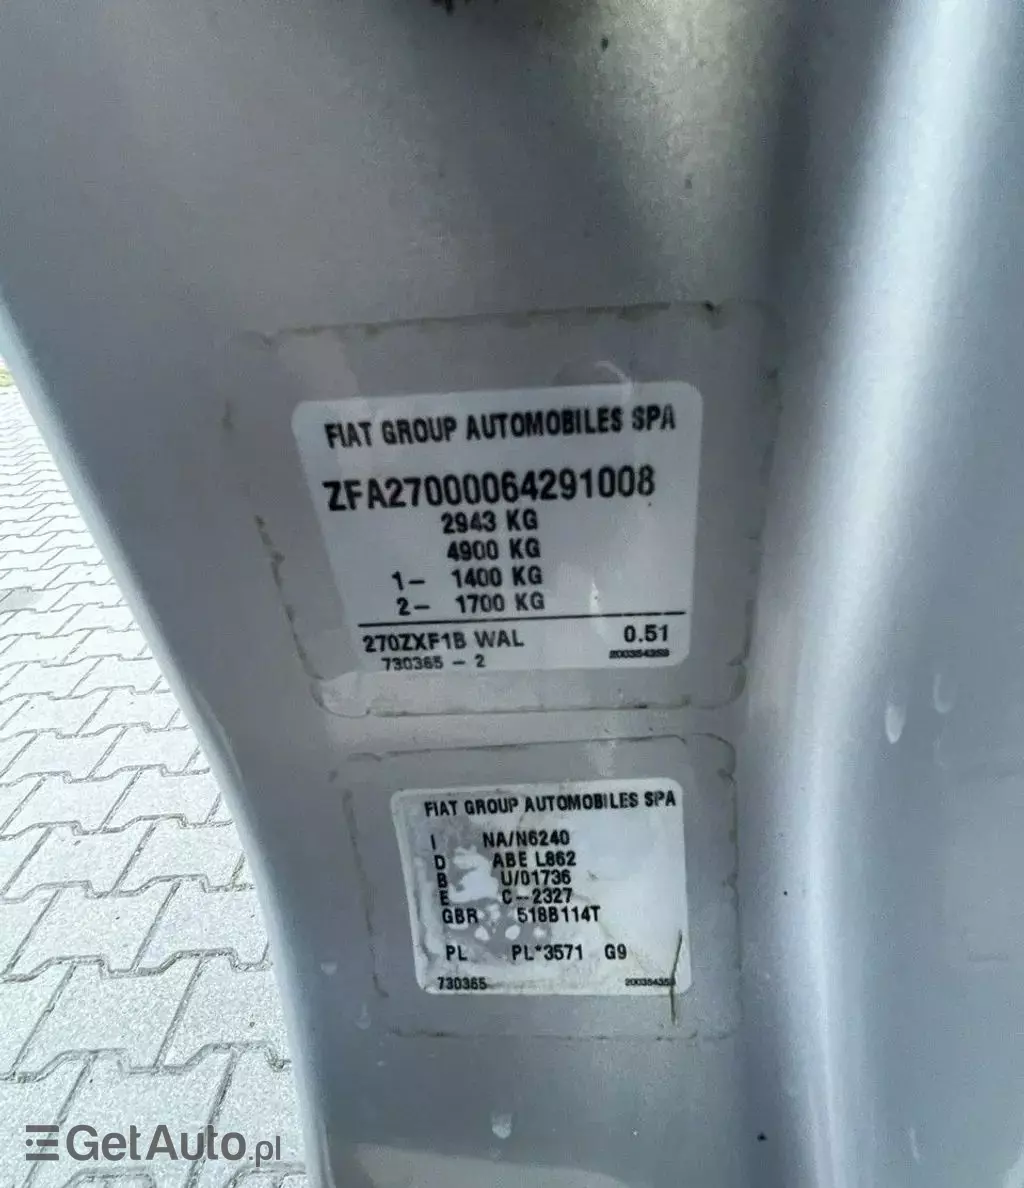 FIAT GROUP AUTOMOBILES SPA
ZFA27000064291008
2943 KG
4900 KG
1- 1400 KG
2- 1700 KG
270ZXF1B WAL 0.51
730365 - 2 200354359
FIAT GROUP AUTOMOBILES SPA
I NA/N6240
D ABE L862
B U/01736
E C-2327
GBR 518B114T
PL PL*3571 G9
730365 200354359
GetAuto.pl